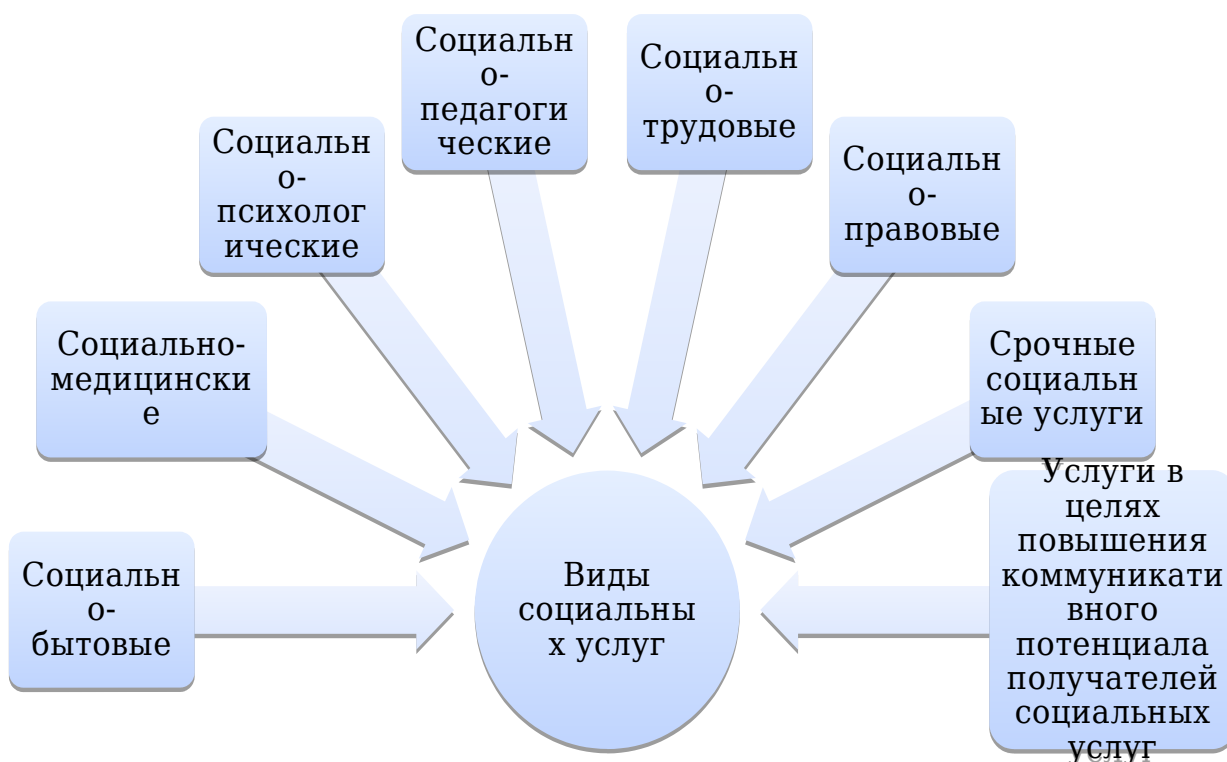 Социальн
о-
педагоги
ческие
Социальн
о-
трудовые
Социальн
о-
психолог
ические
Социальн
о-
правовые
Социально-
медицински
е
Срочные
социальн
ые услуги
Социальн
о-
бытовые
Виды
социальны
х услуг
Услуги в
целях
повышения
коммуникати
вного
потенциала
получателей
социальных
услуг